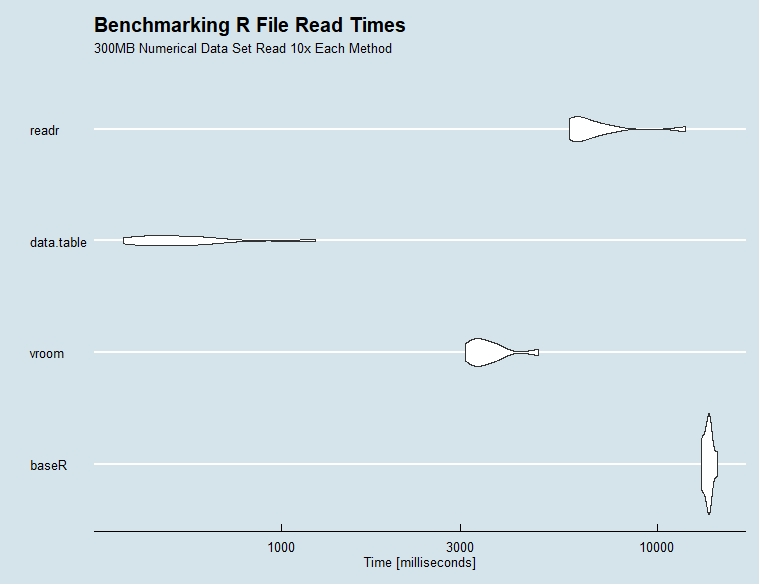 Benchmarking R File Read Times
300MB Numerical Data Set Read 10x Each Method
readr
data.table
vroom
baseR
1000 3000 10000
Time [milliseconds]